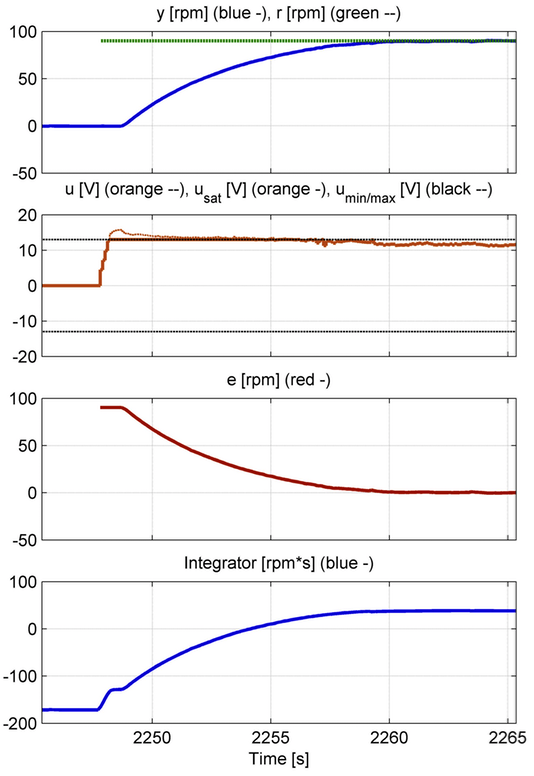 y [rpm] (blue -), r [rpm] (green --)
100
50
0
-50
u [V] (orange --), u_sat [V] (orange -), u_min/max [V] (black --)
20
10
0
-10
-20
e [rpm] (red -)
100
50
0
-50
Integrator [rpm*s] (blue -)
100
0
-100
-200
2250 2255 2260 2265
Time [s]